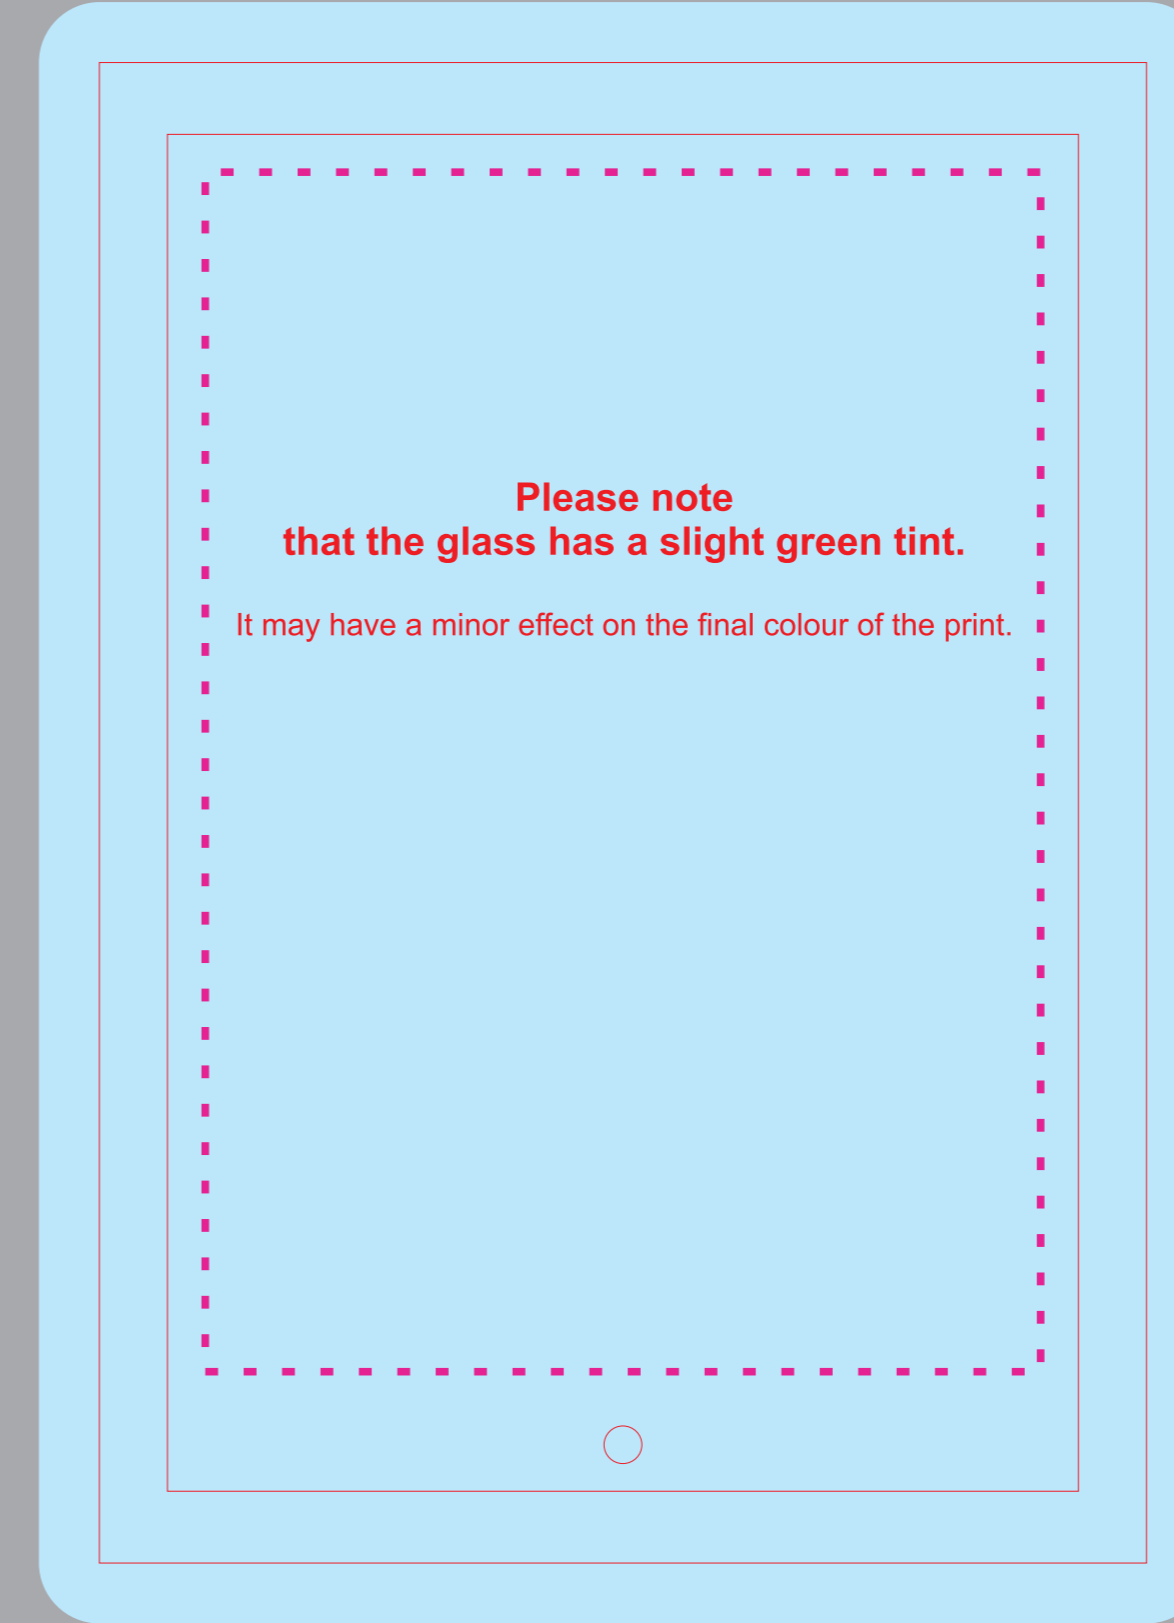 Please note
that the glass has a slight green tint.
It may have a minor effect on the final colour of the print.